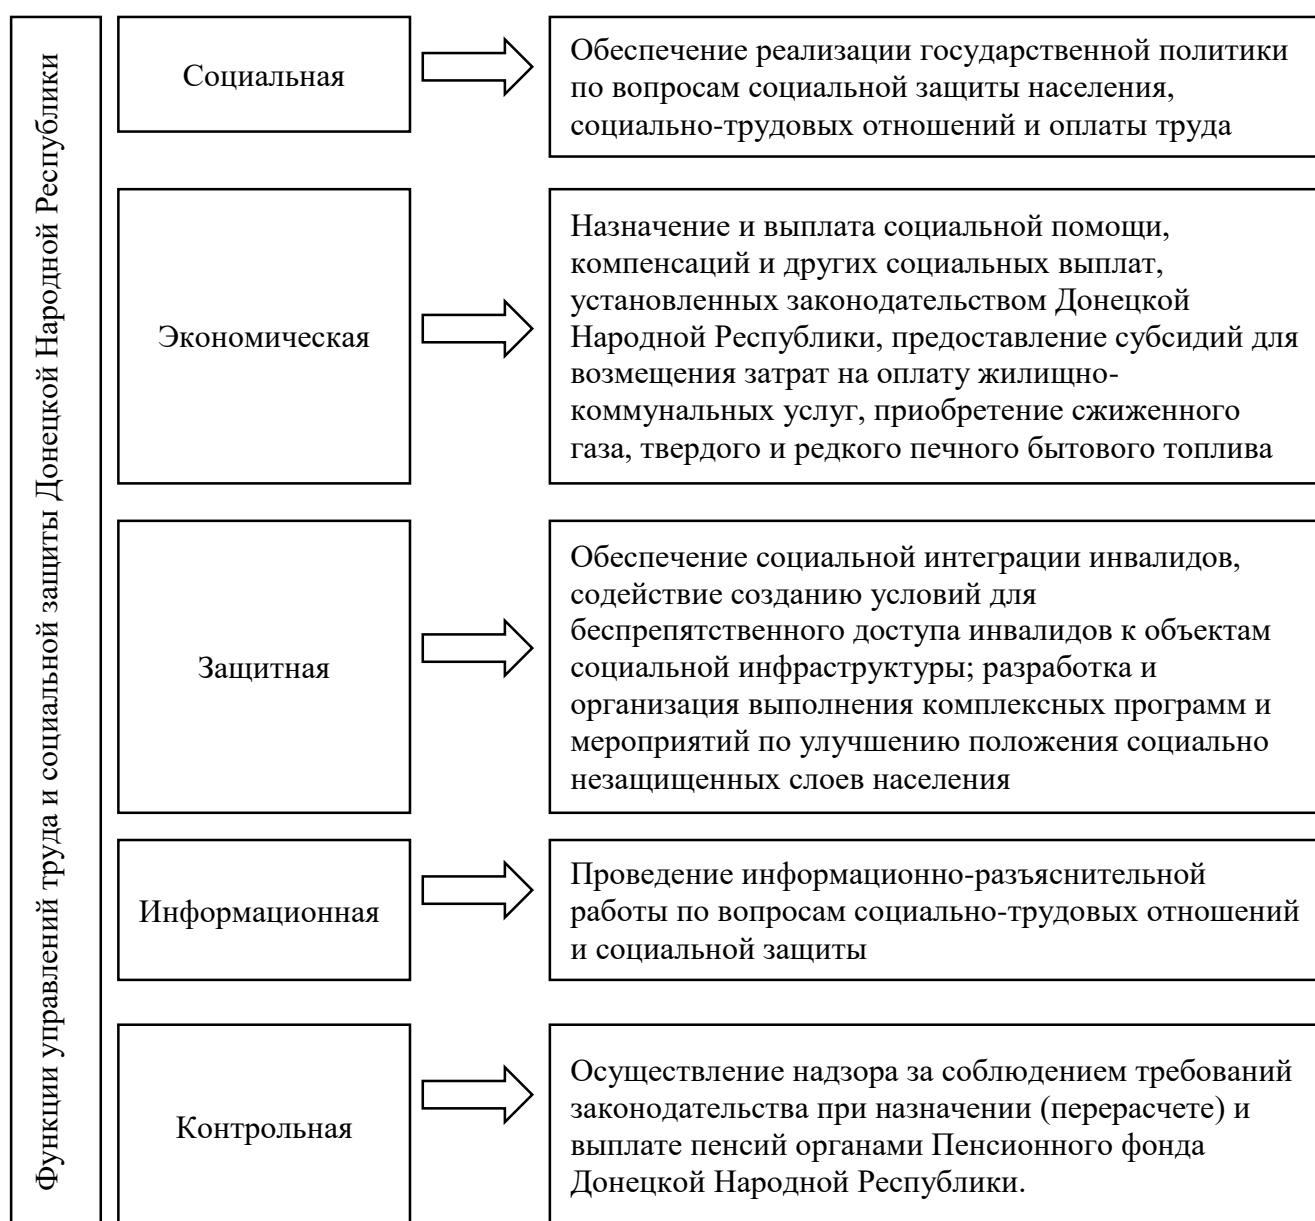 Функции управлений труда и социальной защиты Донецкой Народной Республики
Социальная
Обеспечение реализации государственной политики
по вопросам социальной защиты населения,
социально-трудовых отношений и оплаты труда
Экономическая
Назначение и выплата социальной помощи,
компенсаций и других социальных выплат,
установленных законодательством Донецкой
Народной Республики, предоставление субсидий для
возмещения затрат на оплату жилищно-
коммунальных услуг, приобретение сжиженного
газа, твердого и редкого печного бытового топлива
Защитная
Обеспечение социальной интеграции инвалидов,
содействие созданию условий для
беспрепятственного доступа инвалидов к объектам
социальной инфраструктуры; разработка и
организация выполнения комплексных программ и
мероприятий по улучшению положения социально
незащищенных слоев населения
Информационная
Проведение информационно-разъяснительной
работы по вопросам социально-трудовых отношений
и социальной защиты
Контрольная
Осуществление надзора за соблюдением требований
законодательства при назначении (перерасчете) и
выплате пенсий органами Пенсионного фонда
Донецкой Народной Республики.